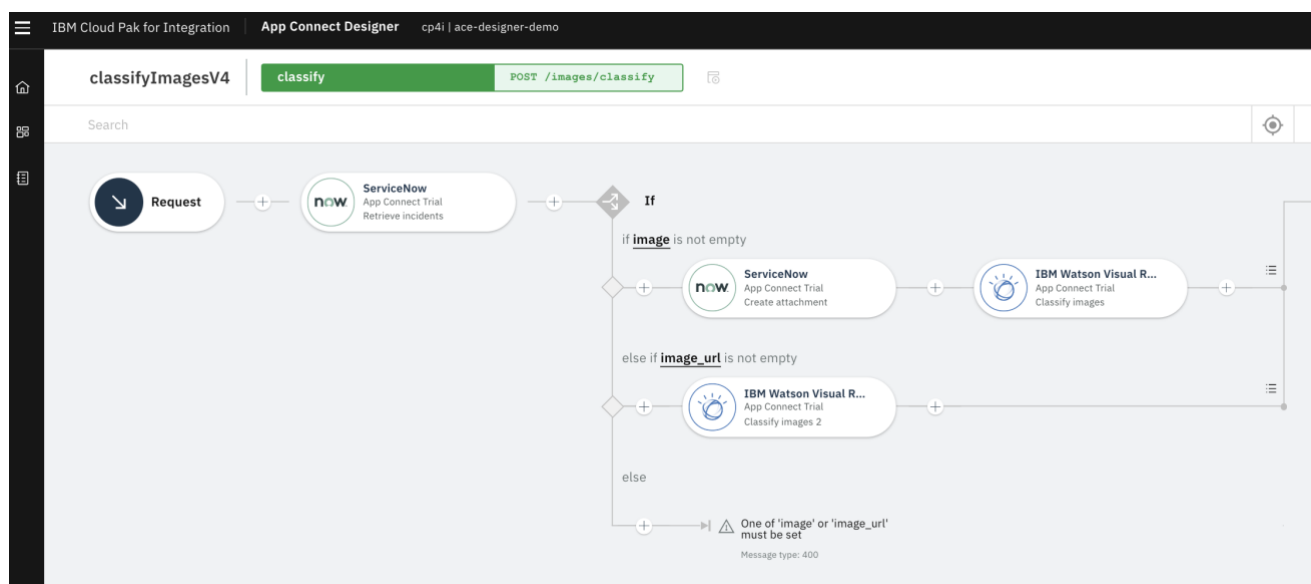 IBM Cloud Pak for Integration App Connect Designer cp4i | ace-designer-demo
classifyImagesV4 classify POST /images/classify
Search
Request
now
ServiceNow
App Connect Trial
Retrieve incidents
If
if image is not empty
now
ServiceNow
App Connect Trial
Create attachment
IBM Watson Visual R...
App Connect Trial
Classify images
else if image_url is not empty
IBM Watson Visual R...
App Connect Trial
Classify images 2
else
One of 'image' or 'image_url'
must be set
Message type: 400